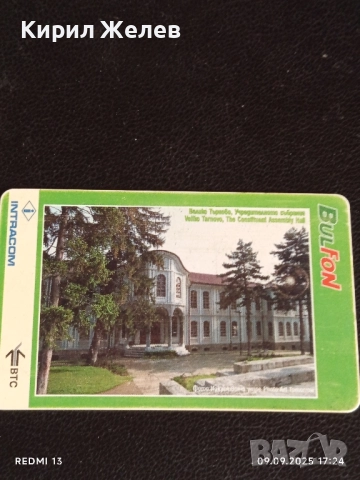 Кирил Желев
Велико Търново, Учредителното събрание
Veliko Tarnovo, The Constituent Assembly Hall
BULFON
INTRACOM
BTC
REDMI 13
09.09.2025 17:24
BAZAR